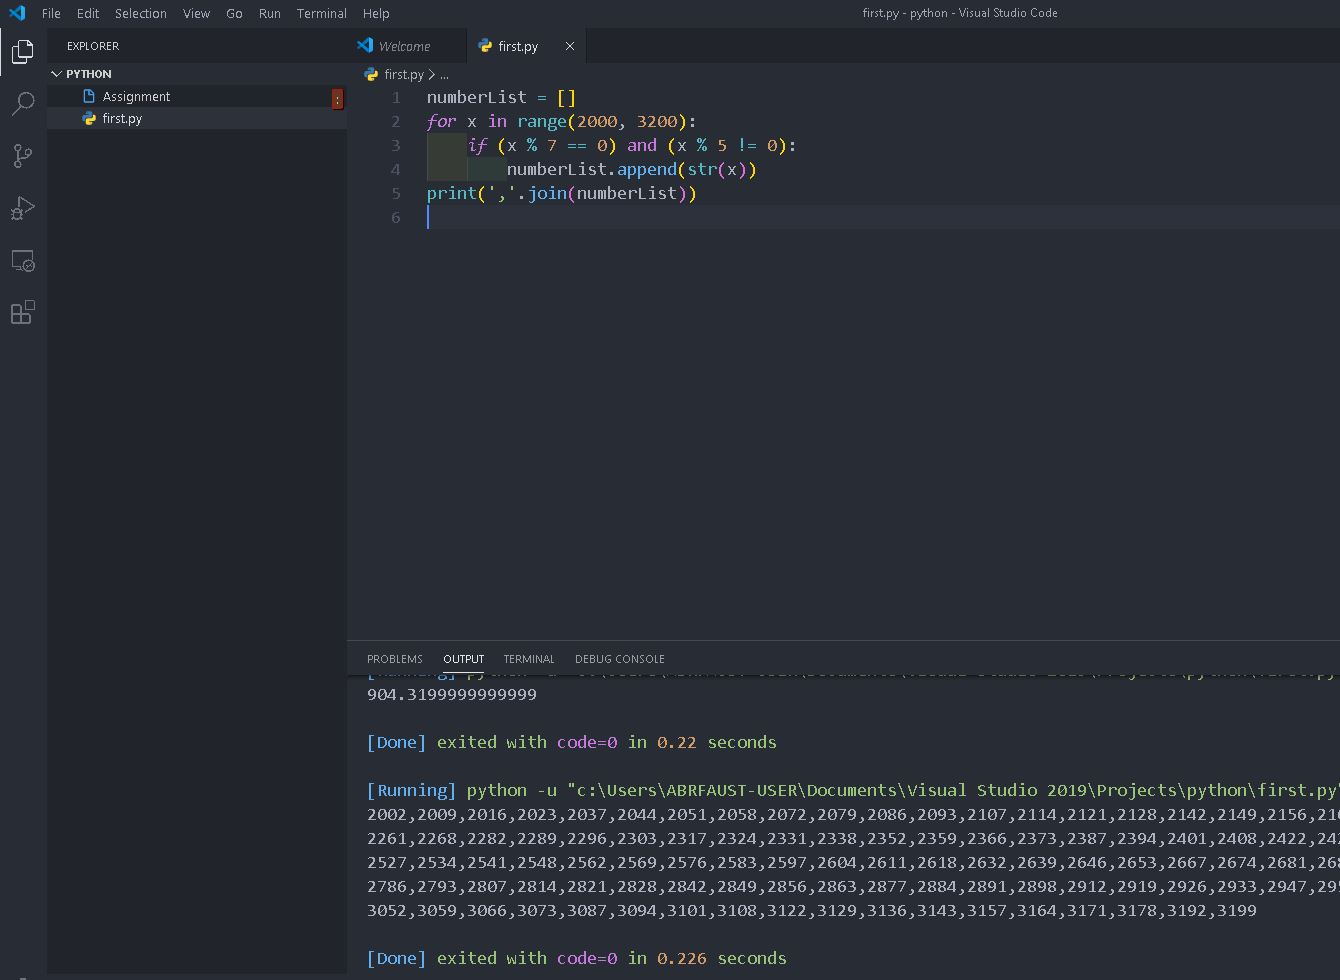 File Edit Selection View Go Run Terminal Help
first.py - python - Visual Studio Code
EXPLORER
PYTHON
Assignment
first.py
Welcome
first.py
first.py > ...
1 numberList = []
2 for x in range(2000, 3200):
3 if (x % 7 == 0) and (x % 5 != 0):
4 numberList.append(str(x))
5 print(','.join(numberList))
6
PROBLEMS OUTPUT TERMINAL DEBUG CONSOLE
904.3199999999999
[Done] exited with code=0 in 0.22 seconds
[Running] python -u "c:\Users\ABRFAUST-USER\Documents\Visual Studio 2019\Projects\python\first.py"
2002,2009,2016,2023,2037,2044,2051,2058,2072,2079,2086,2093,2107,2114,2121,2128,2142,2149,2156,21
2261,2268,2282,2289,2296,2303,2317,2324,2331,2338,2352,2359,2366,2373,2387,2394,2401,2408,2422,24
2527,2534,2541,2548,2562,2569,2576,2583,2597,2604,2611,2618,2632,2639,2646,2653,2667,2674,2681,26
2786,2793,2807,2814,2821,2828,2842,2849,2856,2863,2877,2884,2891,2898,2912,2919,2926,2933,2947,29
3052,3059,3066,3073,3087,3094,3101,3108,3122,3129,3136,3143,3157,3164,3171,3178,3192,3199
[Done] exited with code=0 in 0.226 seconds